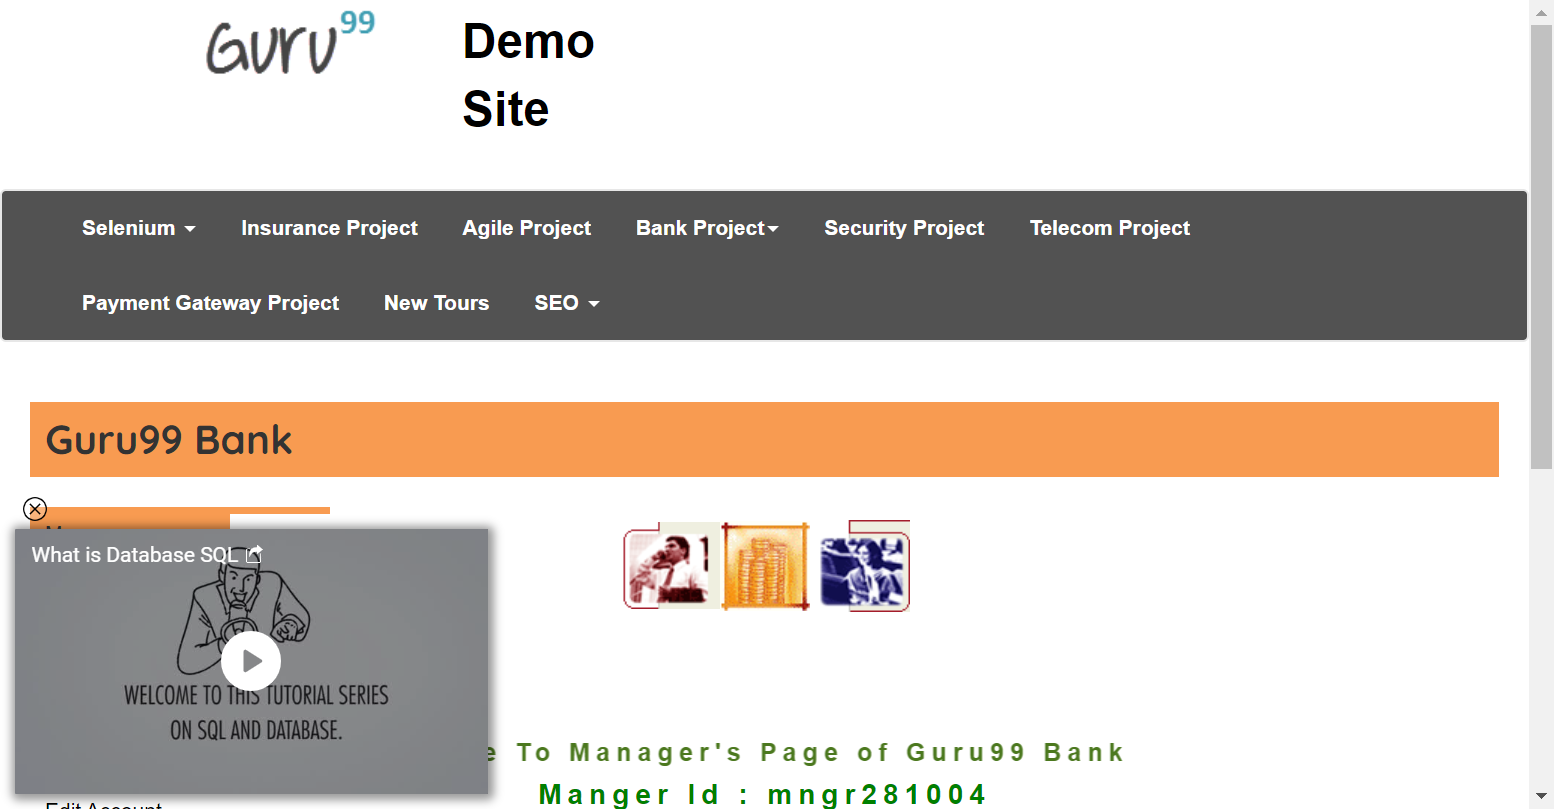 Guru99
Demo
Site
Selenium
Insurance Project
Agile Project
Bank Project
Security Project
Telecom Project
Payment Gateway Project
New Tours
SEO
Guru99 Bank
What is Database SQL
WELCOME TO THIS TUTORIAL SERIES
ON SQL AND DATABASE.
e To Manager's Page of Guru99 Bank
Manger Id : mngr281004
Edit Account